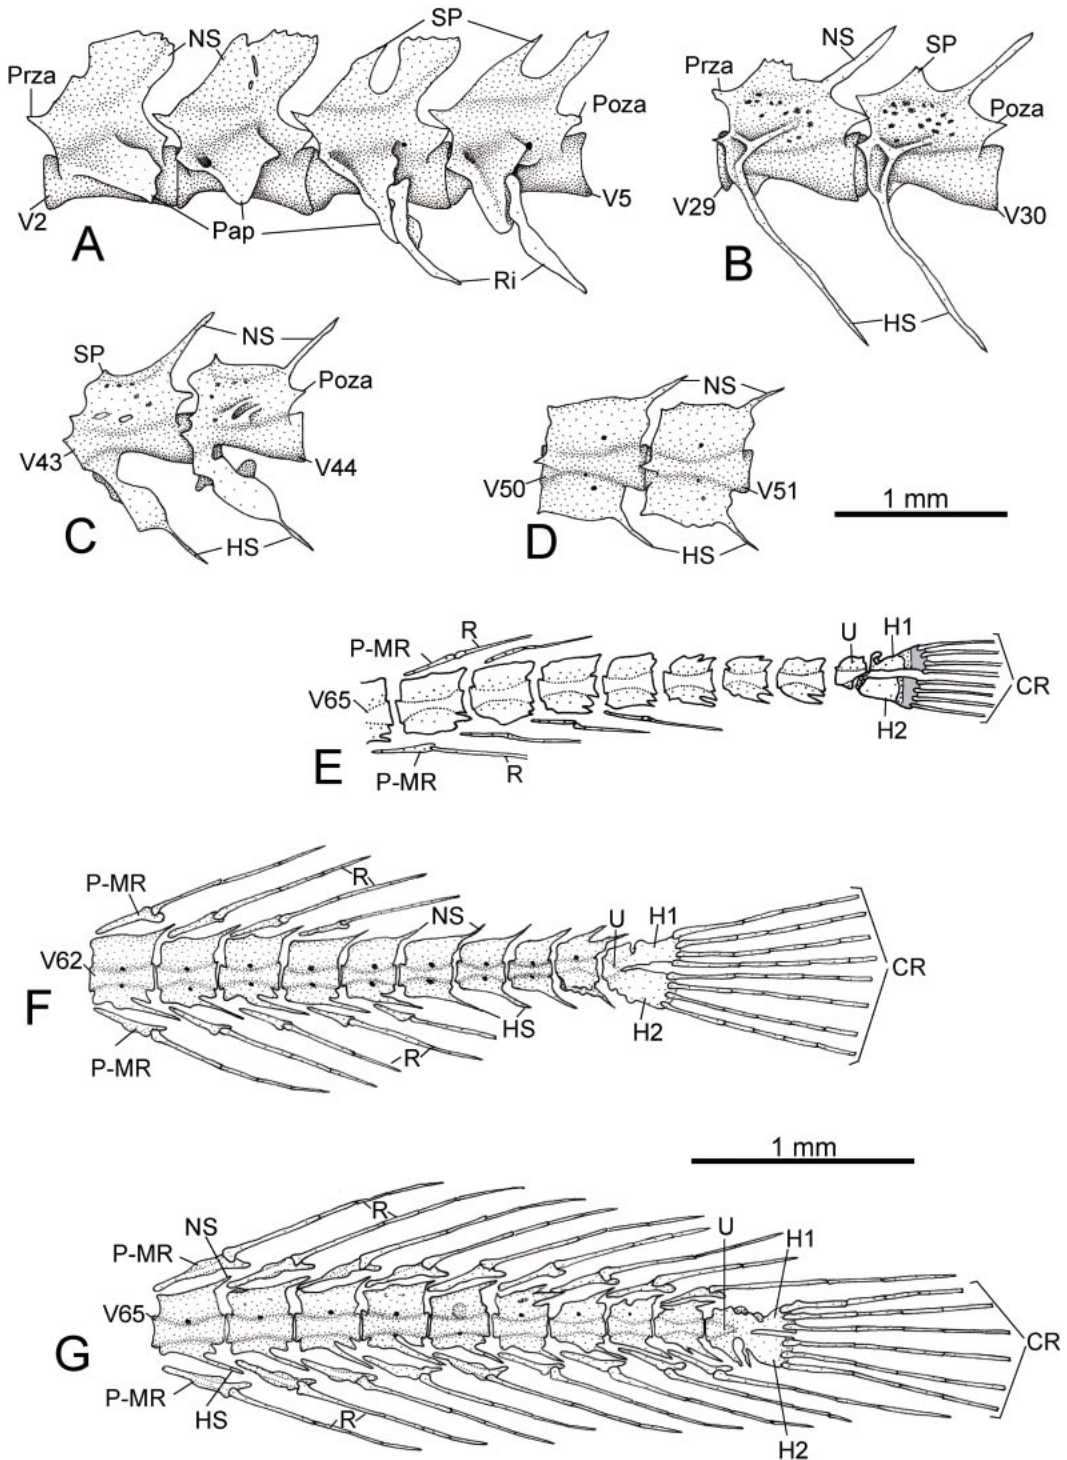 SP
NS
Prza
Poza
V2
Pap
V5
Ri
A
NS
SP
Prza
Poza
V29
V30
HS
B
NS
SP
Poza
V43
V44
HS
C
NS
V50
V51
HS
D
1 mm
P-MR
R
U
H1
V65
CR
H2
P-MR
R
E
P-MR
R
NS
U
H1
V62
CR
HS
H2
P-MR
R
F
1 mm
NS
R
P-MR
U
H1
V65
CR
P-MR
HS
R
H2
G